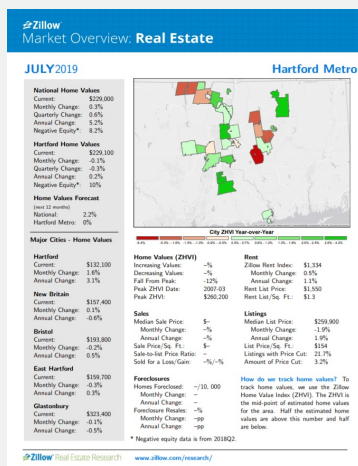 Zillow
Market Overview: Real Estate
JULY2019
Hartford Metro
National Home Values
Current: $229,000
Monthly Change: 0.3%
Quarterly Change: 0.6%
Annual Change: 5.2%
Negative Equity*: 8.2%
Hartford Home Values
Current: $229,100
Monthly Change: -0.1%
Quarterly Change: -0.3%
Annual Change: 0.2%
Negative Equity*: 10%
Home Values Forecast
(next 12 months)
National: 2.2%
Hartford Metro: 0%
Major Cities - Home Values
Hartford
Current: $132,100
Monthly Change: 1.6%
Annual Change: 3.1%
New Britain
Current: $157,400
Monthly Change: 0.1%
Annual Change: -0.6%
Bristol
Current: $193,800
Monthly Change: -0.2%
Annual Change: 0.5%
East Hartford
Current: $159,700
Monthly Change: -0.3%
Annual Change: 0.3%
Glastonbury
Current: $323,400
Monthly Change: -0.1%
Annual Change: -0.5%
City ZHVI Year-over-Year
Home Values (ZHVI)
Increasing Values: –%
Decreasing Values: –%
Fall From Peak: -12%
Peak ZHVI Date: 2007-03
Peak ZHVI: $260,200
Sales
Median Sale Price: $–
Monthly Change: –%
Annual Change: –%
Sale Price/Sq. Ft.: $–
Sale-to-list Price Ratio: –
Sold for a Loss/Gain: –%/–%
Foreclosures
Homes Foreclosed: –/10, 000
Monthly Change: –
Annual Change: –
Foreclosure Resales: –%
Monthly Change: –pp
Annual Change: –pp
Rent
Zillow Rent Index: $1,334
Monthly Change: 0.5%
Annual Change: 1.1%
Rent List Price: $1,550
Rent List/Sq. Ft.: $1.3
Listings
Median List Price: $259,900
Monthly Change: -1.9%
Annual Change: -1.9%
List Price/Sq. Ft.: $154
Listings with Price Cut: 21.7%
Amount of Price Cut: 3.2%
How do we track home values? To
track home values, we use the Zillow
Home Value Index (ZHVI). The ZHVI is
the mid-point of estimated home values
for the area. Half the estimated home
values are above this number and half
are below.
* Negative equity data is from 2018Q2.
Zillow Real Estate Research
www.zillow.com/research/